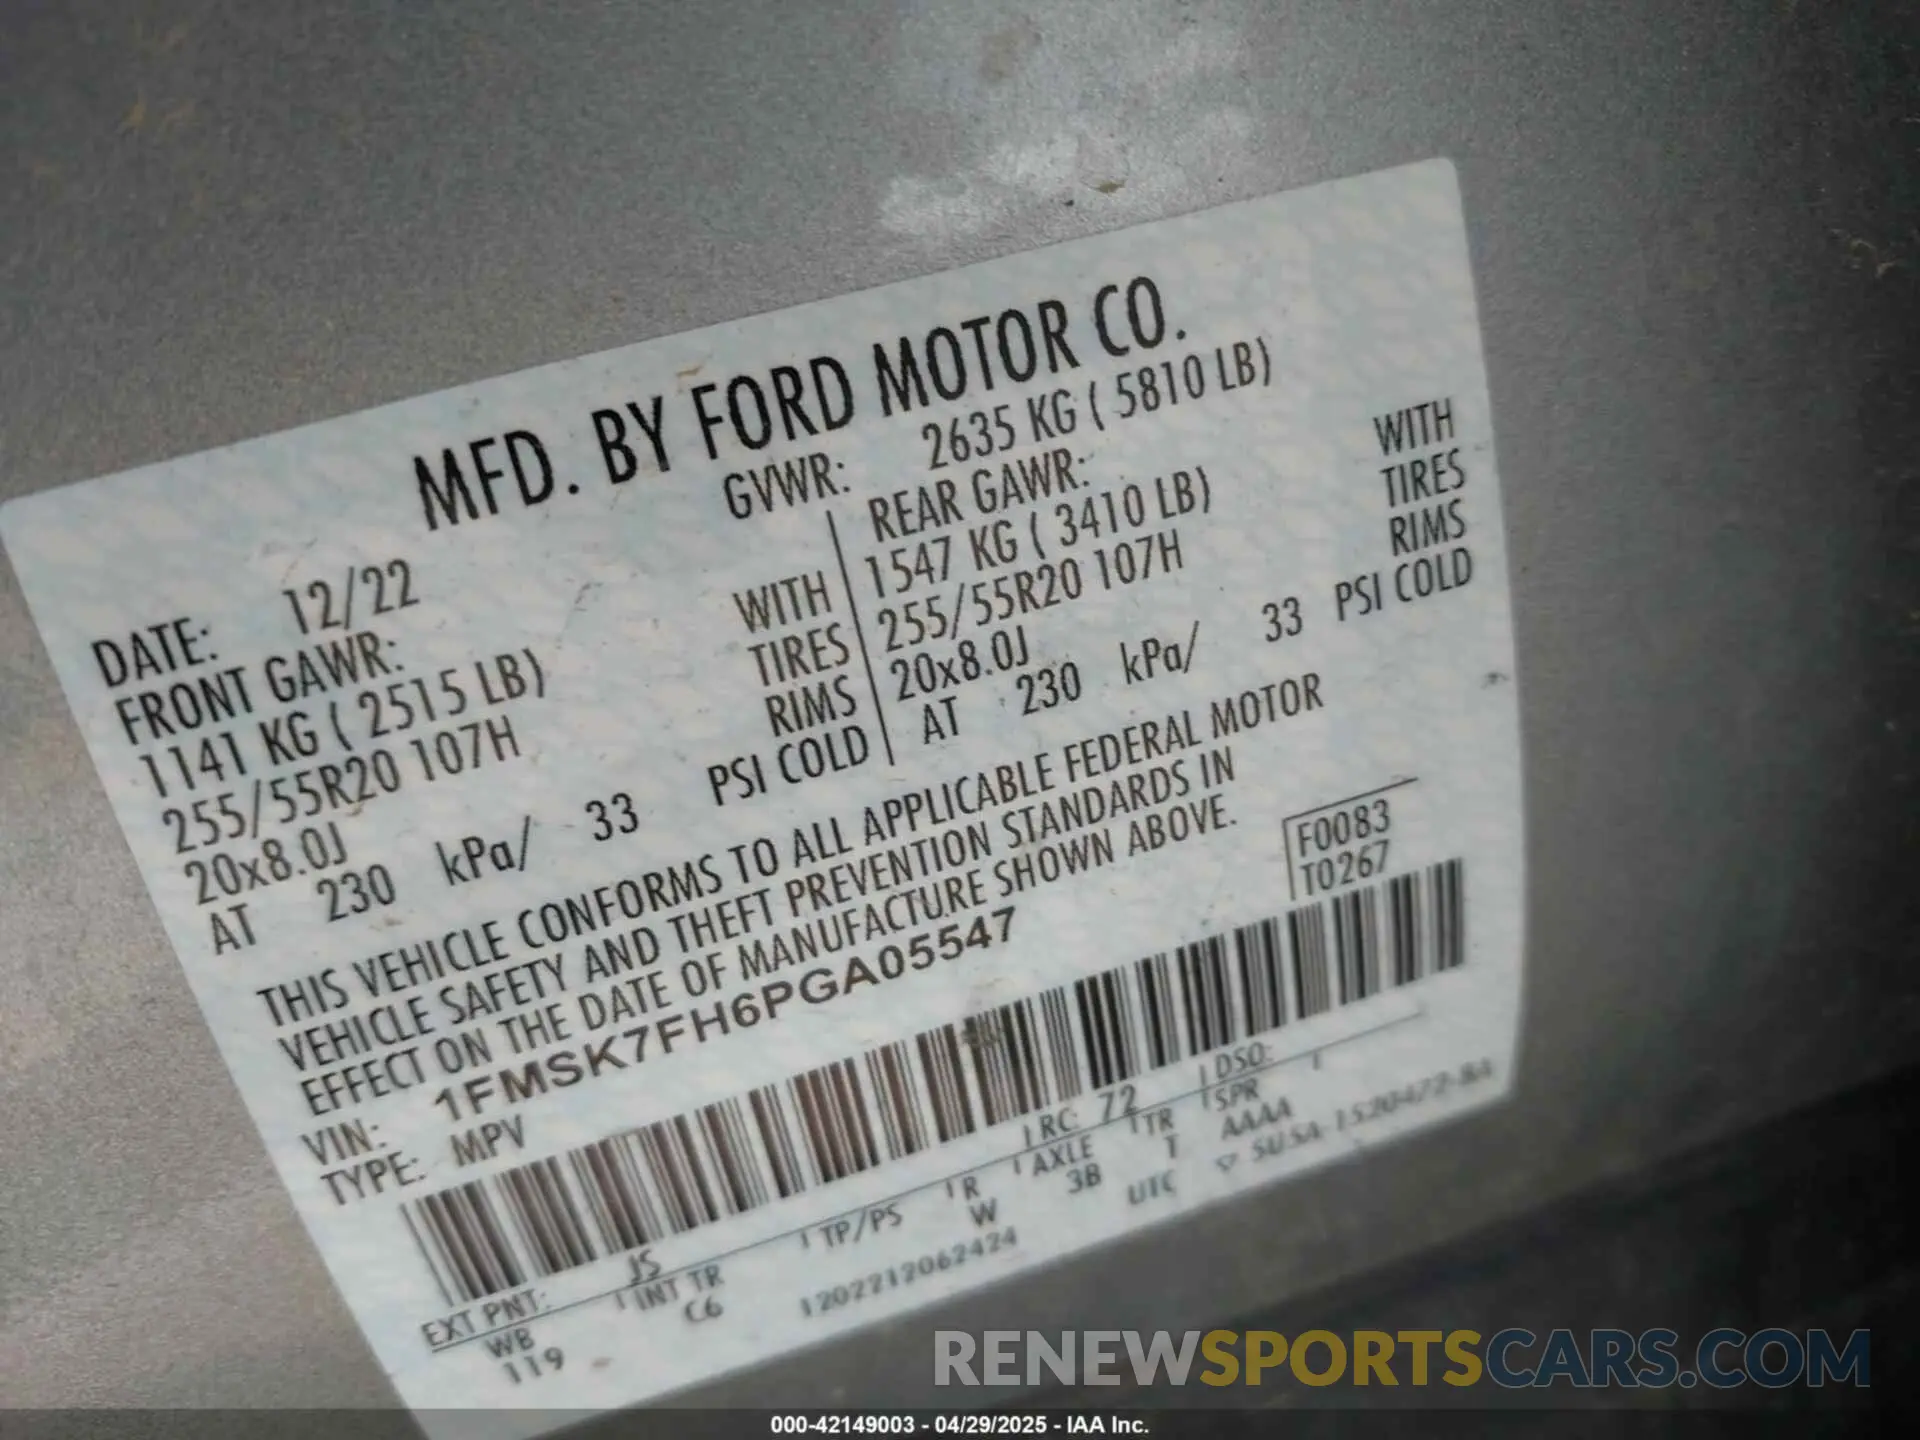 MFD. BY FORD MOTOR CO.
DATE: 12/22 GVWR: 2635 KG ( 5810 LB)
FRONT GAWR: REAR GAWR:
1141 KG ( 2515 LB) WITH 1547 KG ( 3410 LB) WITH
255/55R20 107H TIRES 255/55R20 107H TIRES
20x8.0J RIMS 20x8.0J RIMS
AT 230 kPa/ 33 PSI COLD AT 230 kPa/ 33 PSI COLD
THIS VEHICLE CONFORMS TO ALL APPLICABLE FEDERAL MOTOR
VEHICLE SAFETY AND THEFT PREVENTION STANDARDS IN
EFFECT ON THE DATE OF MANUFACTURE SHOWN ABOVE.
F0083
T0267
VIN: 1FMSK7FH6PGA05547
TYPE: MPV
EXT PNT: JS RC: 72 DSO:
WB INT TR TP/PS R AXLE TR SPR
119 C6 W 3B T AAAA
1202212062424 UTC
RENEWSPORTSCARS.COM
000-42149003 - 04/29/2025 - IAA Inc.